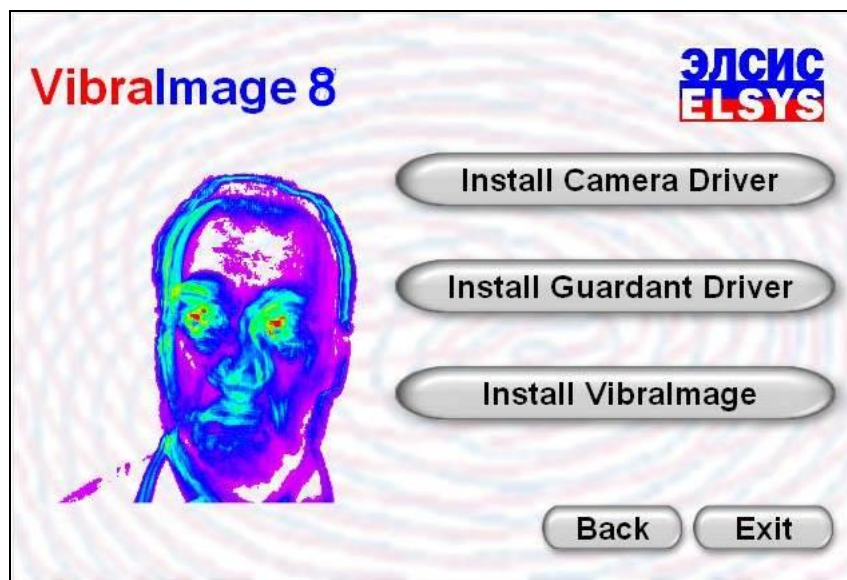 VibraImage 8
ЭЛСИС
ELSYS
Install Camera Driver
Install Guardant Driver
Install VibraImage
Back
Exit